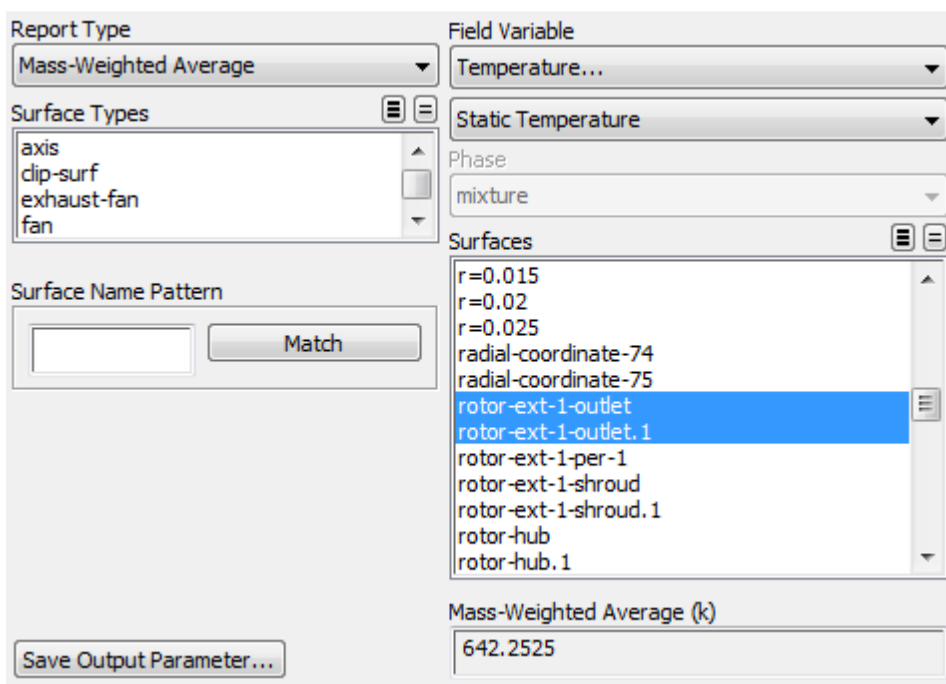 Report Type
Mass-Weighted Average
Surface Types
axis
clip-surf
exhaust-fan
fan
Surface Name Pattern
Match
Save Output Parameter...
Field Variable
Temperature...
Static Temperature
Phase
mixture
Surfaces
r=0.015
r=0.02
r=0.025
radial-coordinate-74
radial-coordinate-75
rotor-ext-1-outlet
rotor-ext-1-outlet.1
rotor-ext-1-per-1
rotor-ext-1-shroud
rotor-ext-1-shroud.1
rotor-hub
rotor-hub.1
Mass-Weighted Average (k)
642.2525